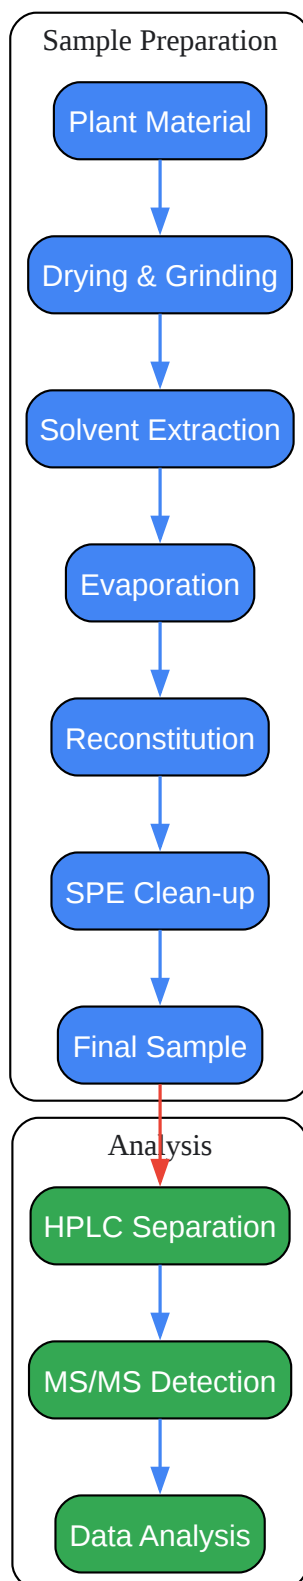 Sample Preparation
Plant Material
Drying & Grinding
Solvent Extraction
Evaporation
Reconstitution
SPE Clean-up
Final Sample
Analysis
HPLC Separation
MS/MS Detection
Data Analysis